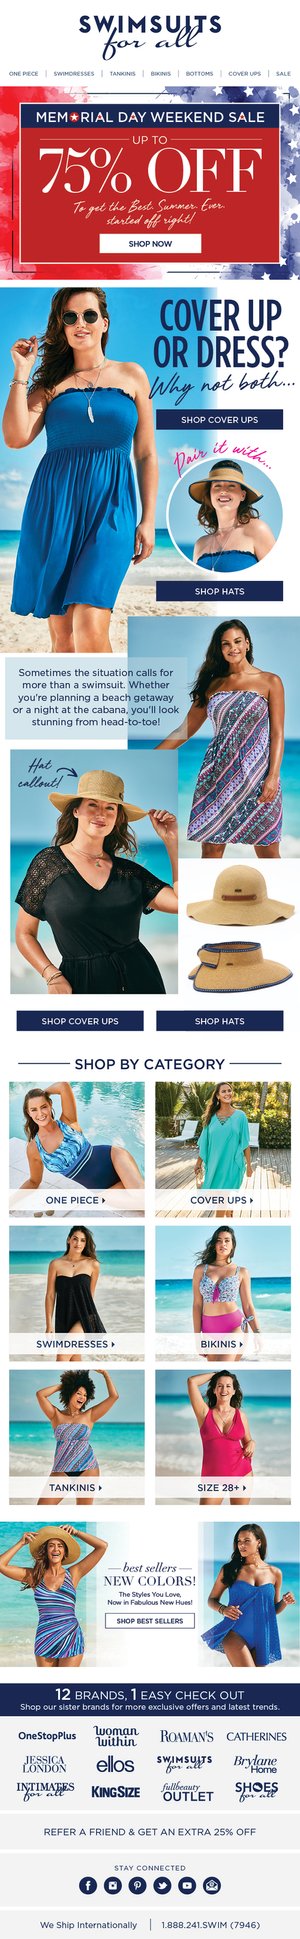 SWIMSUITS
for all
ONE PIECE | SWIMDRESSES | TANKINIS | BIKINIS | BOTTOMS | COVER UPS | SALE
MEMORIAL DAY WEEKEND SALE
UP TO
75% OFF
To get the Best. Summer. Ever.
started off right!
SHOP NOW
COVER UP
OR DRESS?
Why not both...
SHOP COVER UPS
Pair it with...
SHOP HATS
Sometimes the situation calls for
more than a swimsuit. Whether
you're planning a beach getaway
or a night at the cabana, you'll look
stunning from head-to-toe!
Hat
callout!
SHOP COVER UPS
SHOP HATS
SHOP BY CATEGORY
ONE PIECE
COVER UPS
SWIMDRESSES
BIKINIS
TANKINIS
SIZE 28+
best sellers
NEW COLORS!
The Styles You Love,
Now in Fabulous New Hues!
SHOP BEST SELLERS
12 BRANDS, 1 EASY CHECK OUT
Shop our sister brands for more exclusive offers and latest trends.
OneStopPlus
woman
within
ROAMAN'S
CATHERINES
JESSICA
LONDON
ellos
SWIMSUITS
for all
Brylane
Home
INTIMATES
for all
KINGSIZE
fullbeauty
OUTLET
SHOES
for all
REFER A FRIEND & GET AN EXTRA 25% OFF
STAY CONNECTED
We Ship Internationally | 1.888.241.SWIM (7946)